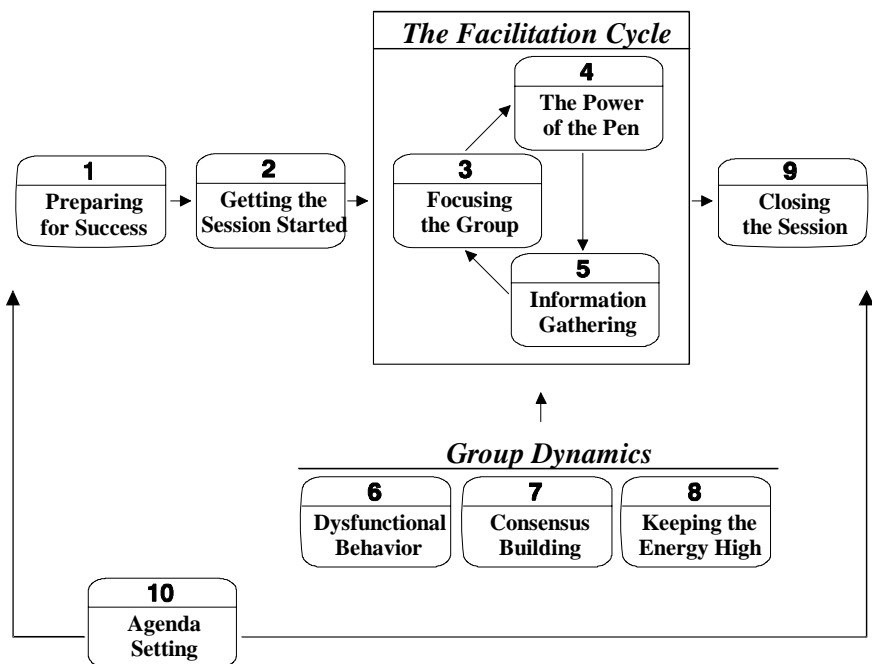 The Facilitation Cycle
1
Preparing
for Success
2
Getting the
Session Started
3
Focusing
the Group
4
The Power
of the Pen
5
Information
Gathering
9
Closing
the Session
Group Dynamics
6
Dysfunctional
Behavior
7
Consensus
Building
8
Keeping the
Energy High
10
Agenda
Setting